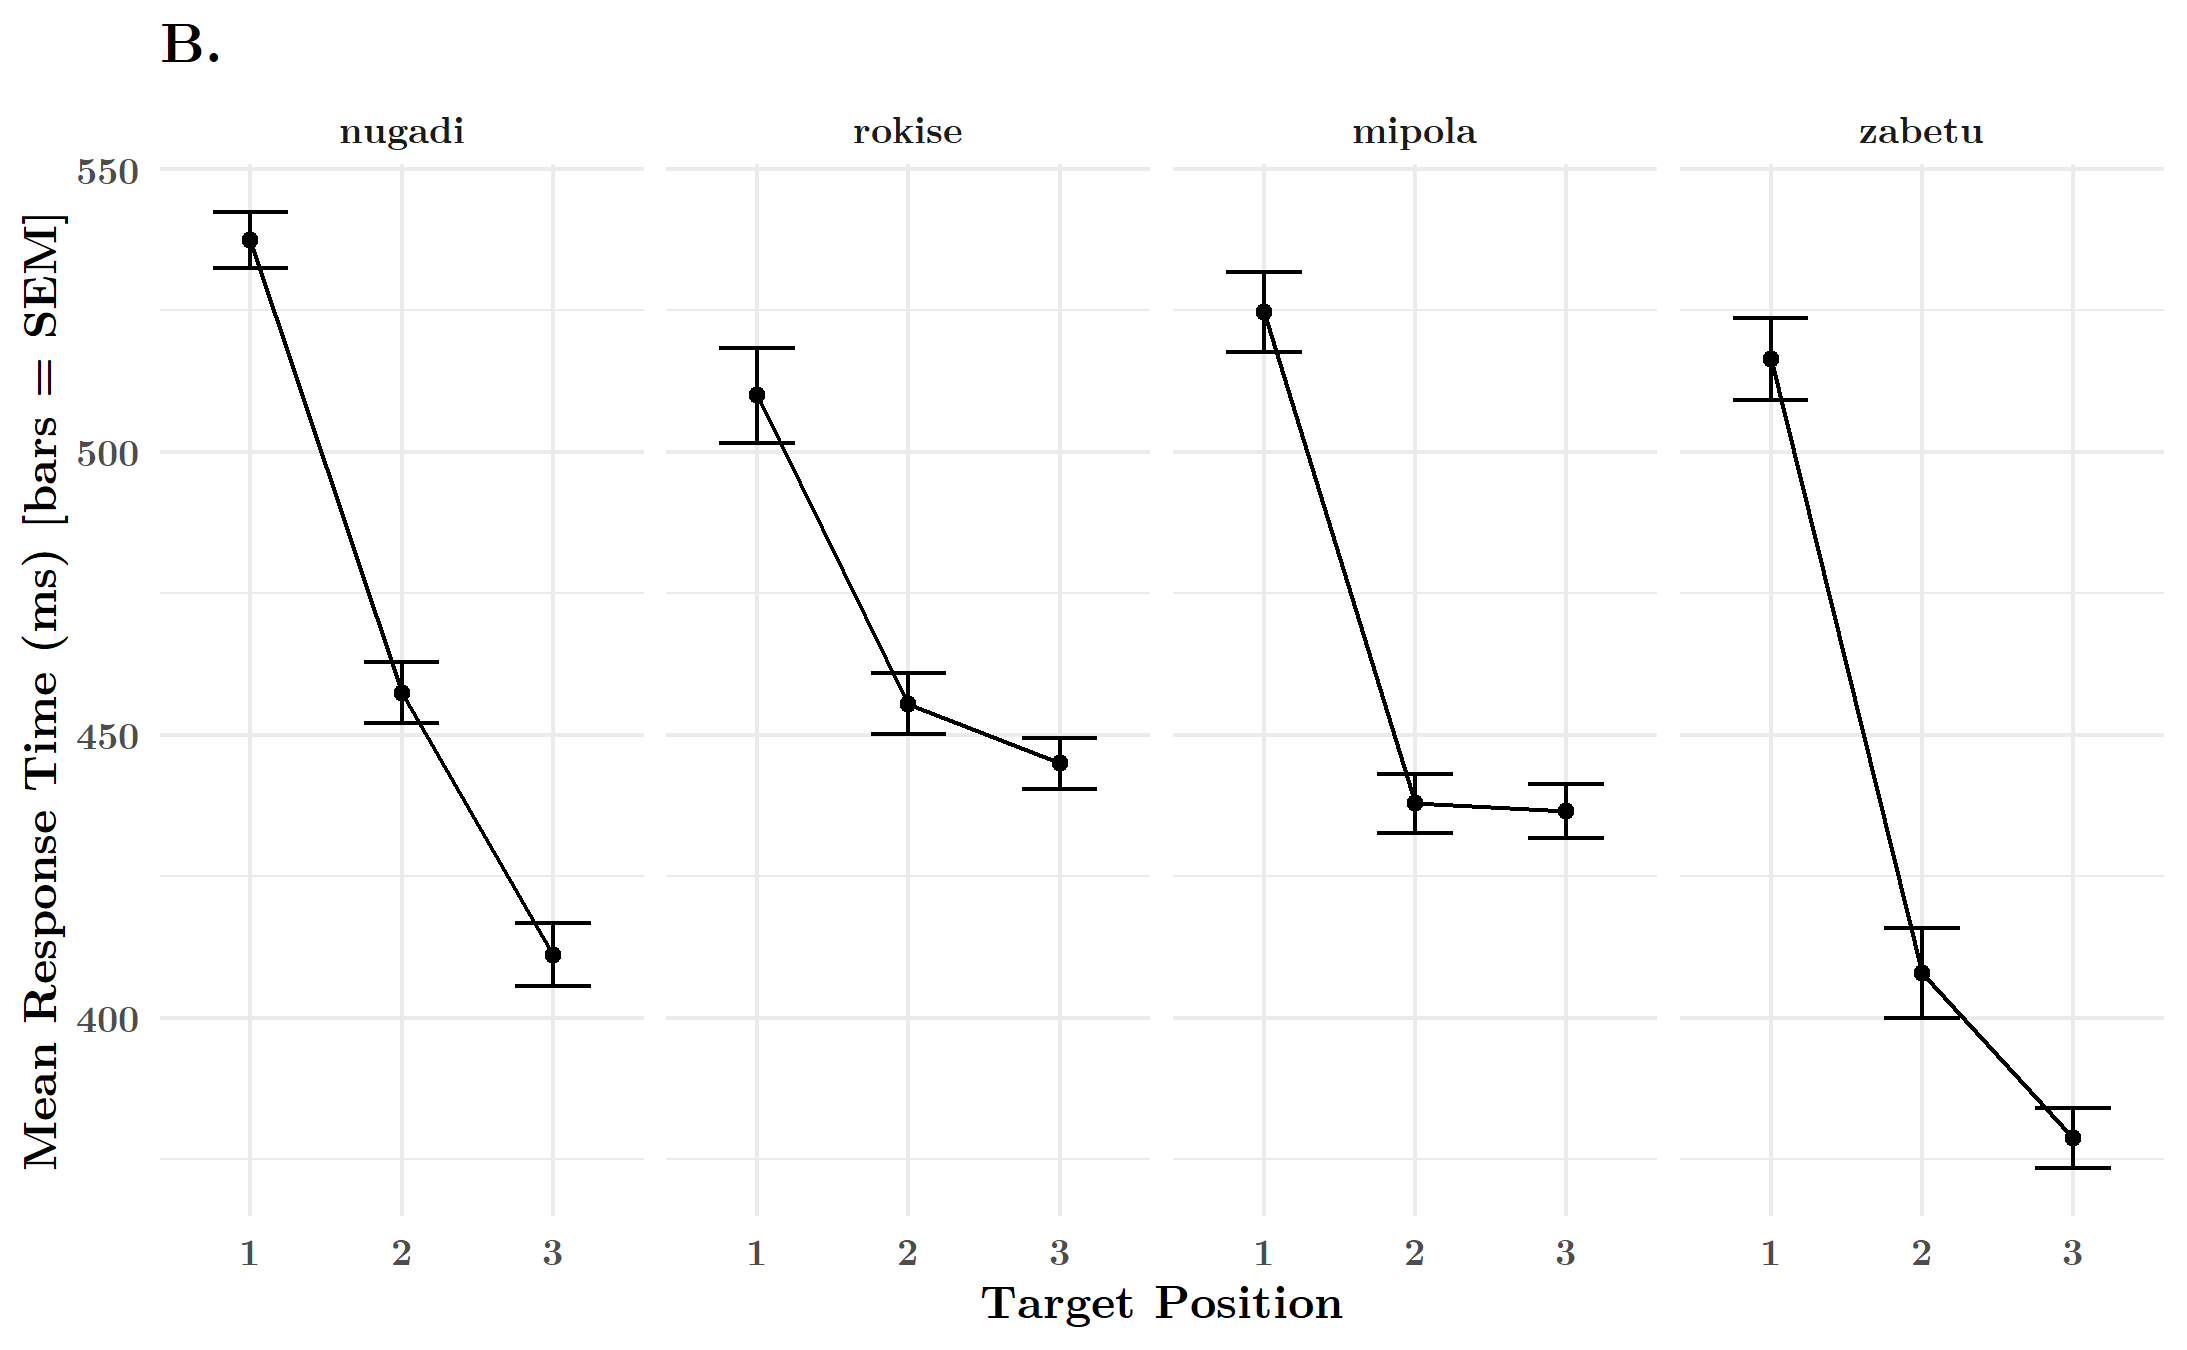 B.
nugadi rokise mipola zabetu
550
500
450
400
Mean Response Time (ms) [bars = SEM]
1 2 3 1 2 3 1 2 3 1 2 3
Target Position